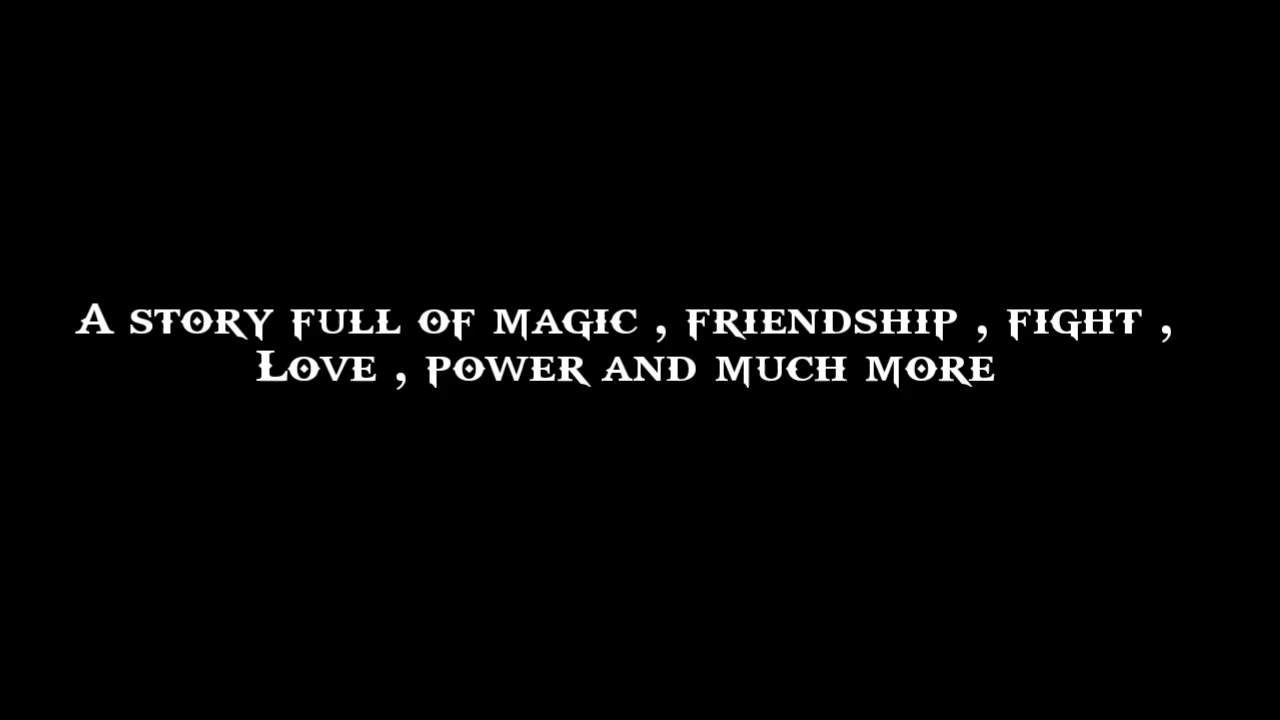 A story full of magic , friendship , fight ,
Love , power and much more